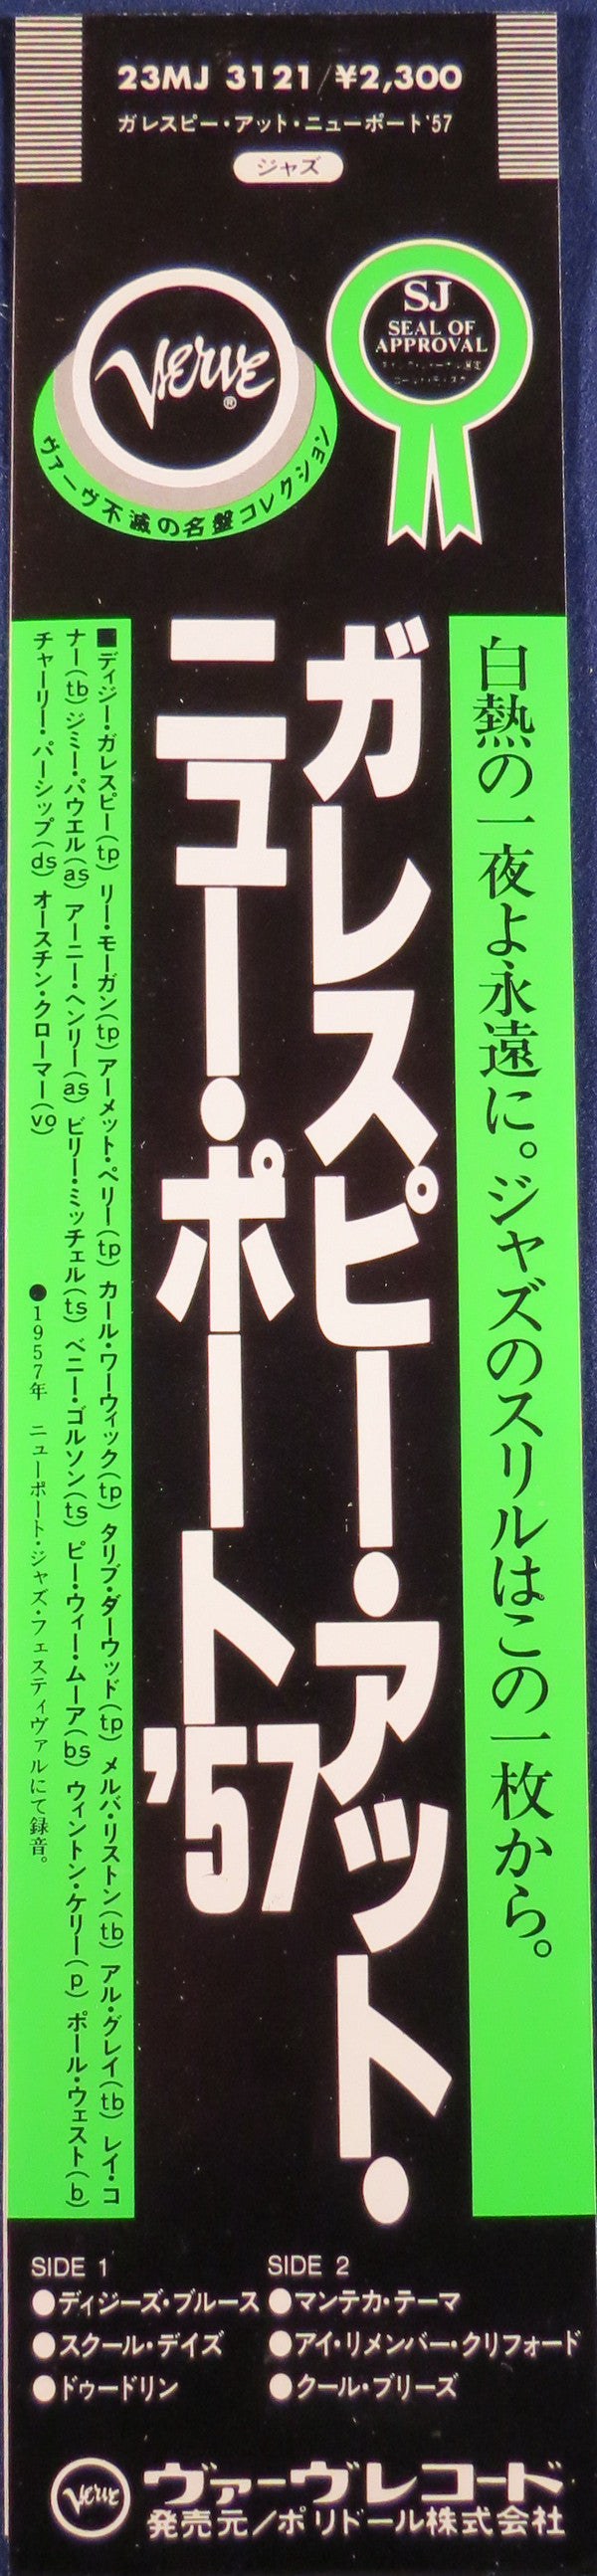 23MJ 3121/¥2,300
ガレスピー・アット・ニューポート'57
ジャズ
Verve®
ヴァーヴ不滅の名盤コレクション
SJ
SEAL OF
APPROVAL
白熱の一夜よ永遠に。ジャズのスリルはこの一枚から。
ガレスピー・アット・
ニュー・ポート'57
■ディジー・ガレスピー(tp) リー・モーガン(tp) アーメット・ペリー(tp) カール・ワーウィック(tp) タリブ・ダーウッド(tp) メルバ・リストン(tb) アル・グレイ(tb) レイ・コ
ナー(tb) ジミー・パウエル(as) アーニー・ヘンリー(as) ビリー・ミッチェル(ts) ベニー・ゴルソン(ts) ピー・ウィー・ムーア(bs) ウィントン・ケリー(p) ポール・ウェスト(b)
チャーリー・パーシップ(ds) オースチン・クローマー(vo)
●1957年 ニューポート・ジャズ・フェスティヴァルにて録音。
SIDE 1
●ディジーズ・ブルース
●スクール・デイズ
●ドゥードリン
SIDE 2
●マンテカ・テーマ
●アイ・リメンバー・クリフォード
●クール・ブリーズ
Verve
ヴァーヴレコード
発売元/ポリドール株式会社